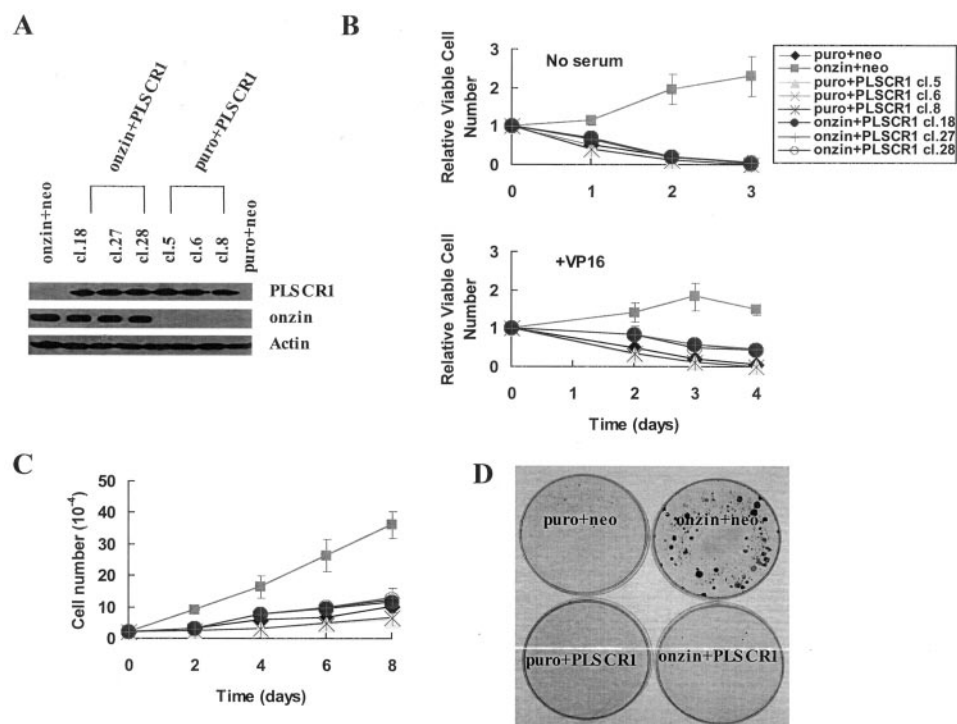 A
onzin+PLSCR1
puro+PLSCR1
onzin+neo
cl.18
cl.27
cl.28
cl.5
cl.6
cl.8
puro+neo
PLSCR1
onzin
Actin
B
No serum
Relative Viable Cell
Number
3
2
1
0
0 1 2 3
puro+neo
onzin+neo
puro+PLSCR1 cl.5
puro+PLSCR1 cl.6
puro+PLSCR1 cl.8
onzin+PLSCR1 cl.18
onzin+PLSCR1 cl.27
onzin+PLSCR1 cl.28
+VP16
Relative Viable Cell
Number
3
2
1
0
0 1 2 3 4
Time (days)
C
Cell number (10-4)
50
40
30
20
10
0
0 2 4 6 8
Time (days)
D
puro+neo
onzin+neo
puro+PLSCR1
onzin+PLSCR1